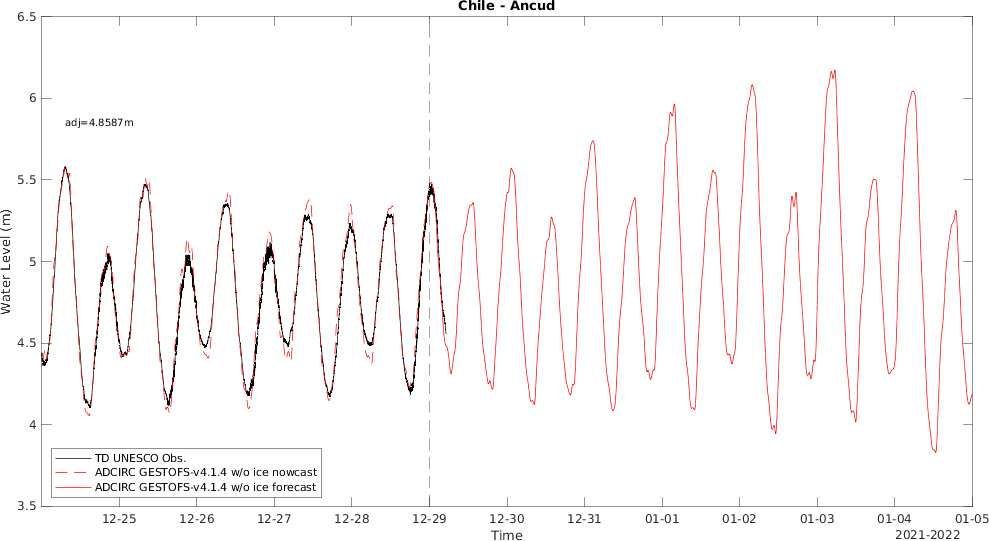 Chile - Ancud
6.5
6
5.5
5
4.5
4
3.5
Water Level (m)
adj=4.8587m
TD UNESCO Obs.
ADCIRC GESTOFS-v4.1.4 w/o ice nowcast
ADCIRC GESTOFS-v4.1.4 w/o ice forecast
12-25 12-26 12-27 12-28 12-29 12-30 12-31 01-01 01-02 01-03 01-04 01-05
Time
2021-2022